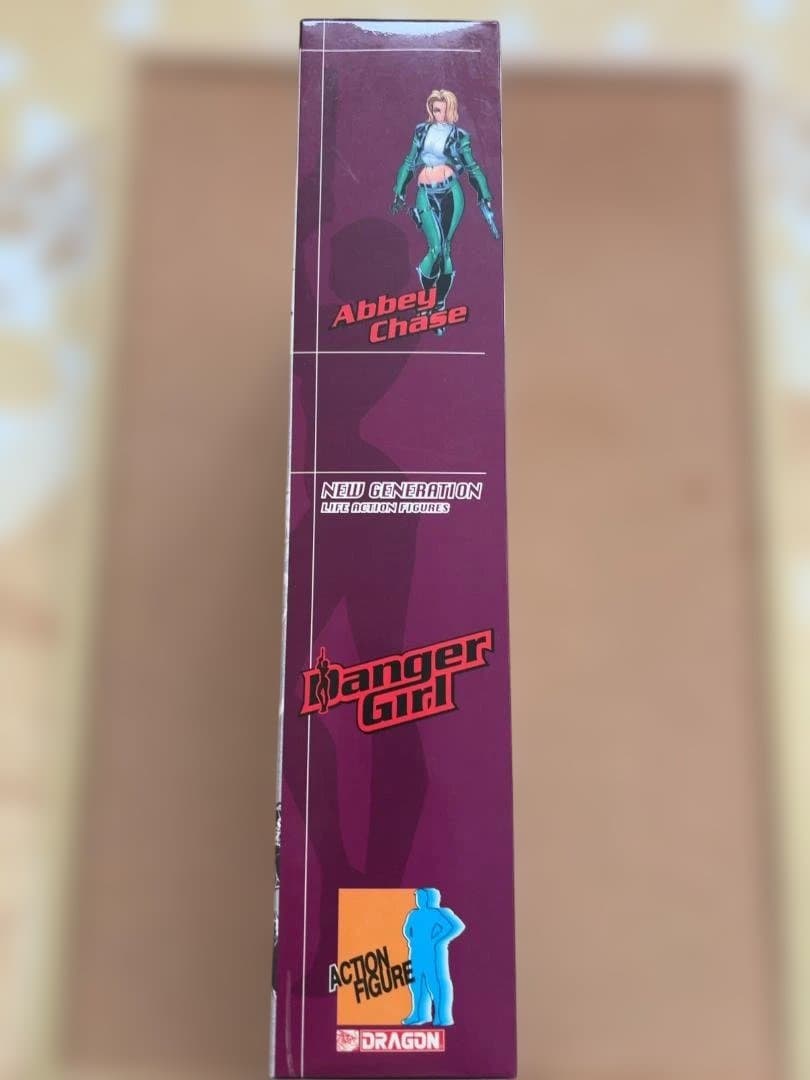 Abbey
Chase
NEW GENERATION
LIFE ACTION FIGURES
Danger
Girl
ACTION
FIGURE
DRAGON